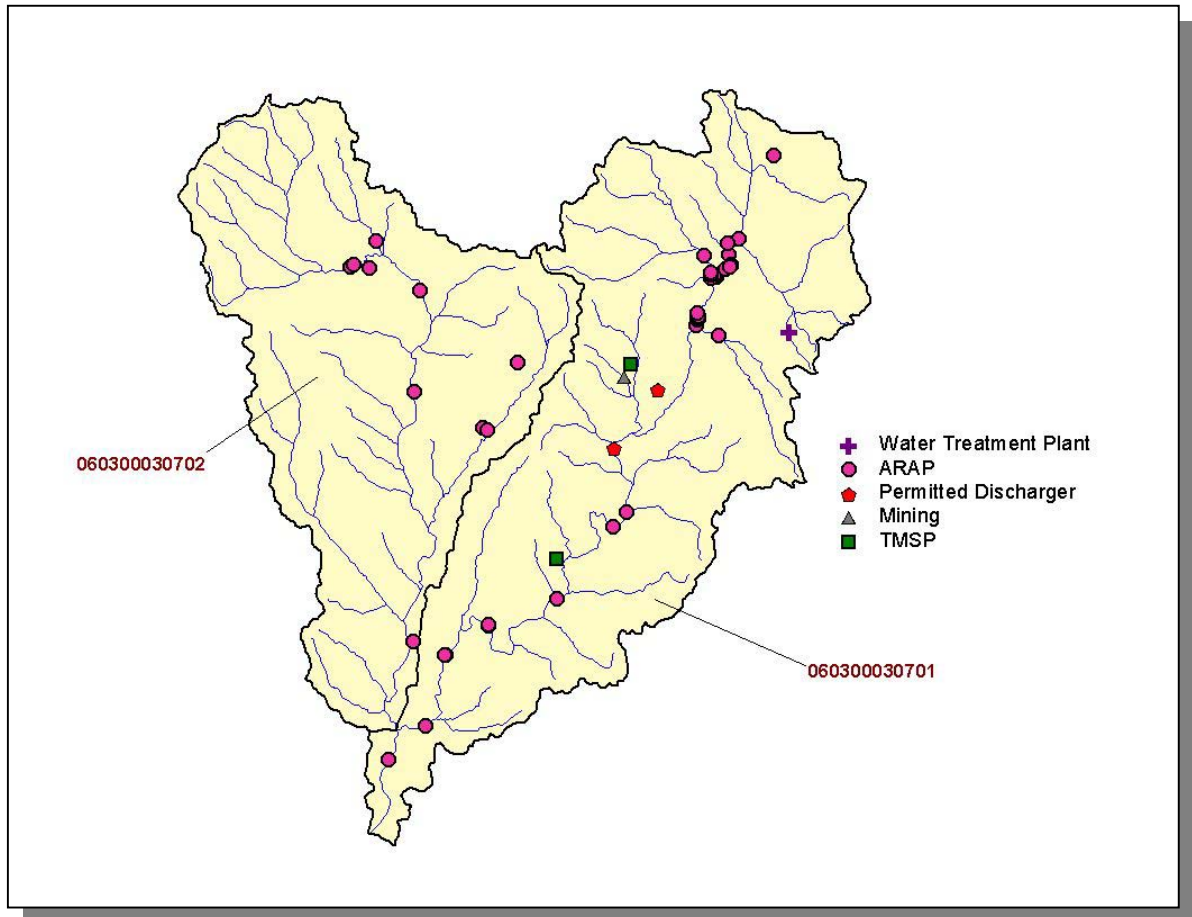 Water Treatment Plant
ARAP
Permitted Discharger
Mining
TMSP
060300030702
060300030701